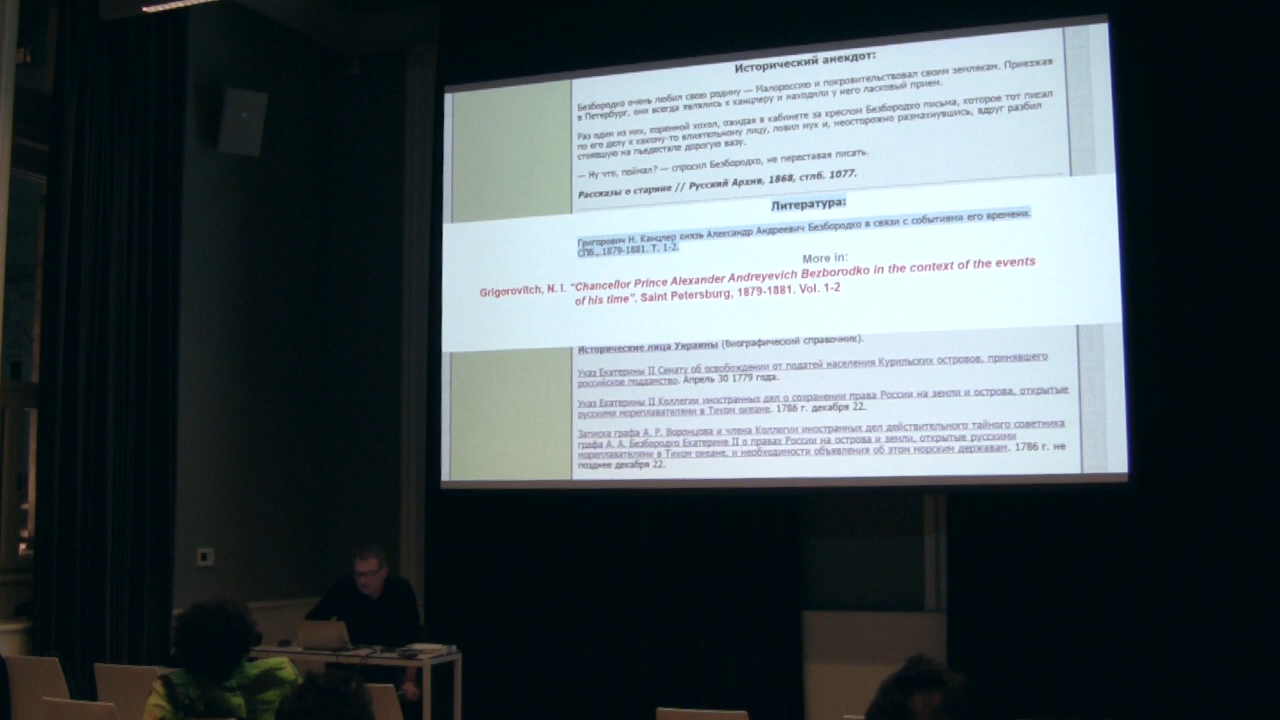 Исторический анекдот:
Безбородко очень любил свою родину — Малороссию и покровительствовал своим землякам. Приезжая
в Петербург, они всегда являлись к канцлеру и находили у него ласковый прием.
Раз один из них, коренной хохол, ожидая в кабинете за креслом Безбородко письма, которое тот писал
по его делу к какому-то влиятельному лицу, ловил мух и, неосторожно размахнувшись, вдруг разбил
стоявшую на пьедестале дорогую вазу.
— Ну что, поймал? — спросил Безбородко, не переставая писать.
Рассказы о старине // Русский Архив, 1868, стлб. 1077.
Литература:
Григорович Н. Канцлер князь Александр Андреевич Безбородко в связи с событиями его времени.
СПб., 1879-1881. Т. 1-2.
More in:
Grigorovitch, N. I. "Chancellor Prince Alexander Andreyevich Bezborodko in the context of the events
of his time". Saint Petersburg, 1879-1881. Vol. 1-2
Исторические лица Украины (биографический справочник).
Указ Екатерины II Сенату об освобождении от податей населения Курильских островов, принявшего
российское подданство. Апрель 30 1779 года.
Указ Екатерины II Коллегии иностранных дел о сохранении права России на земли и острова, открытые
русскими мореплавателями в Тихом океане. 1786 г. декабря 22.
Записка графа А. Р. Воронцова и члена Коллегии иностранных дел действительного тайного советника
графа А. А. Безбородко Екатерине II о правах России на острова и земли, открытые русскими
мореплавателями в Тихом океане, и необходимости объявления об этом морским державам. 1786 г. не
позднее декабря 22.